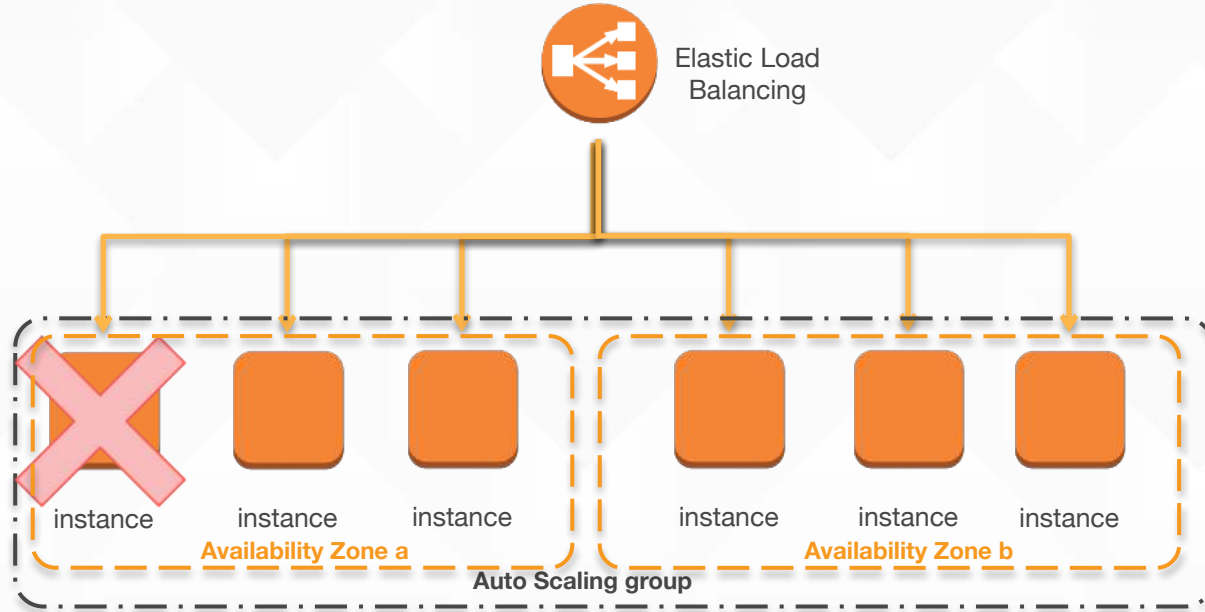 Elastic Load
Balancing
instance
instance
instance
instance
instance
instance
Availability Zone a
Availability Zone b
Auto Scaling group